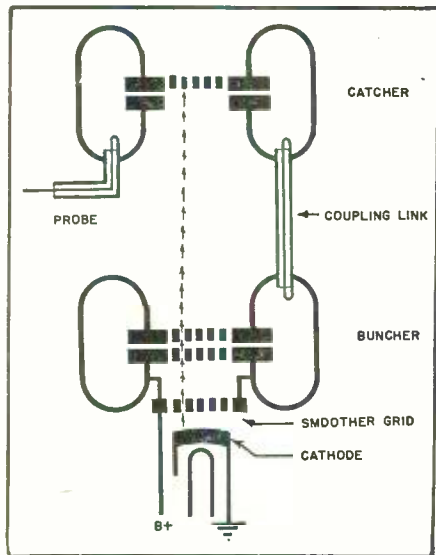 CATCHER
PROBE
COUPLING LINK
BUNCHER
SMOOTHER GRID
CATHODE
B+